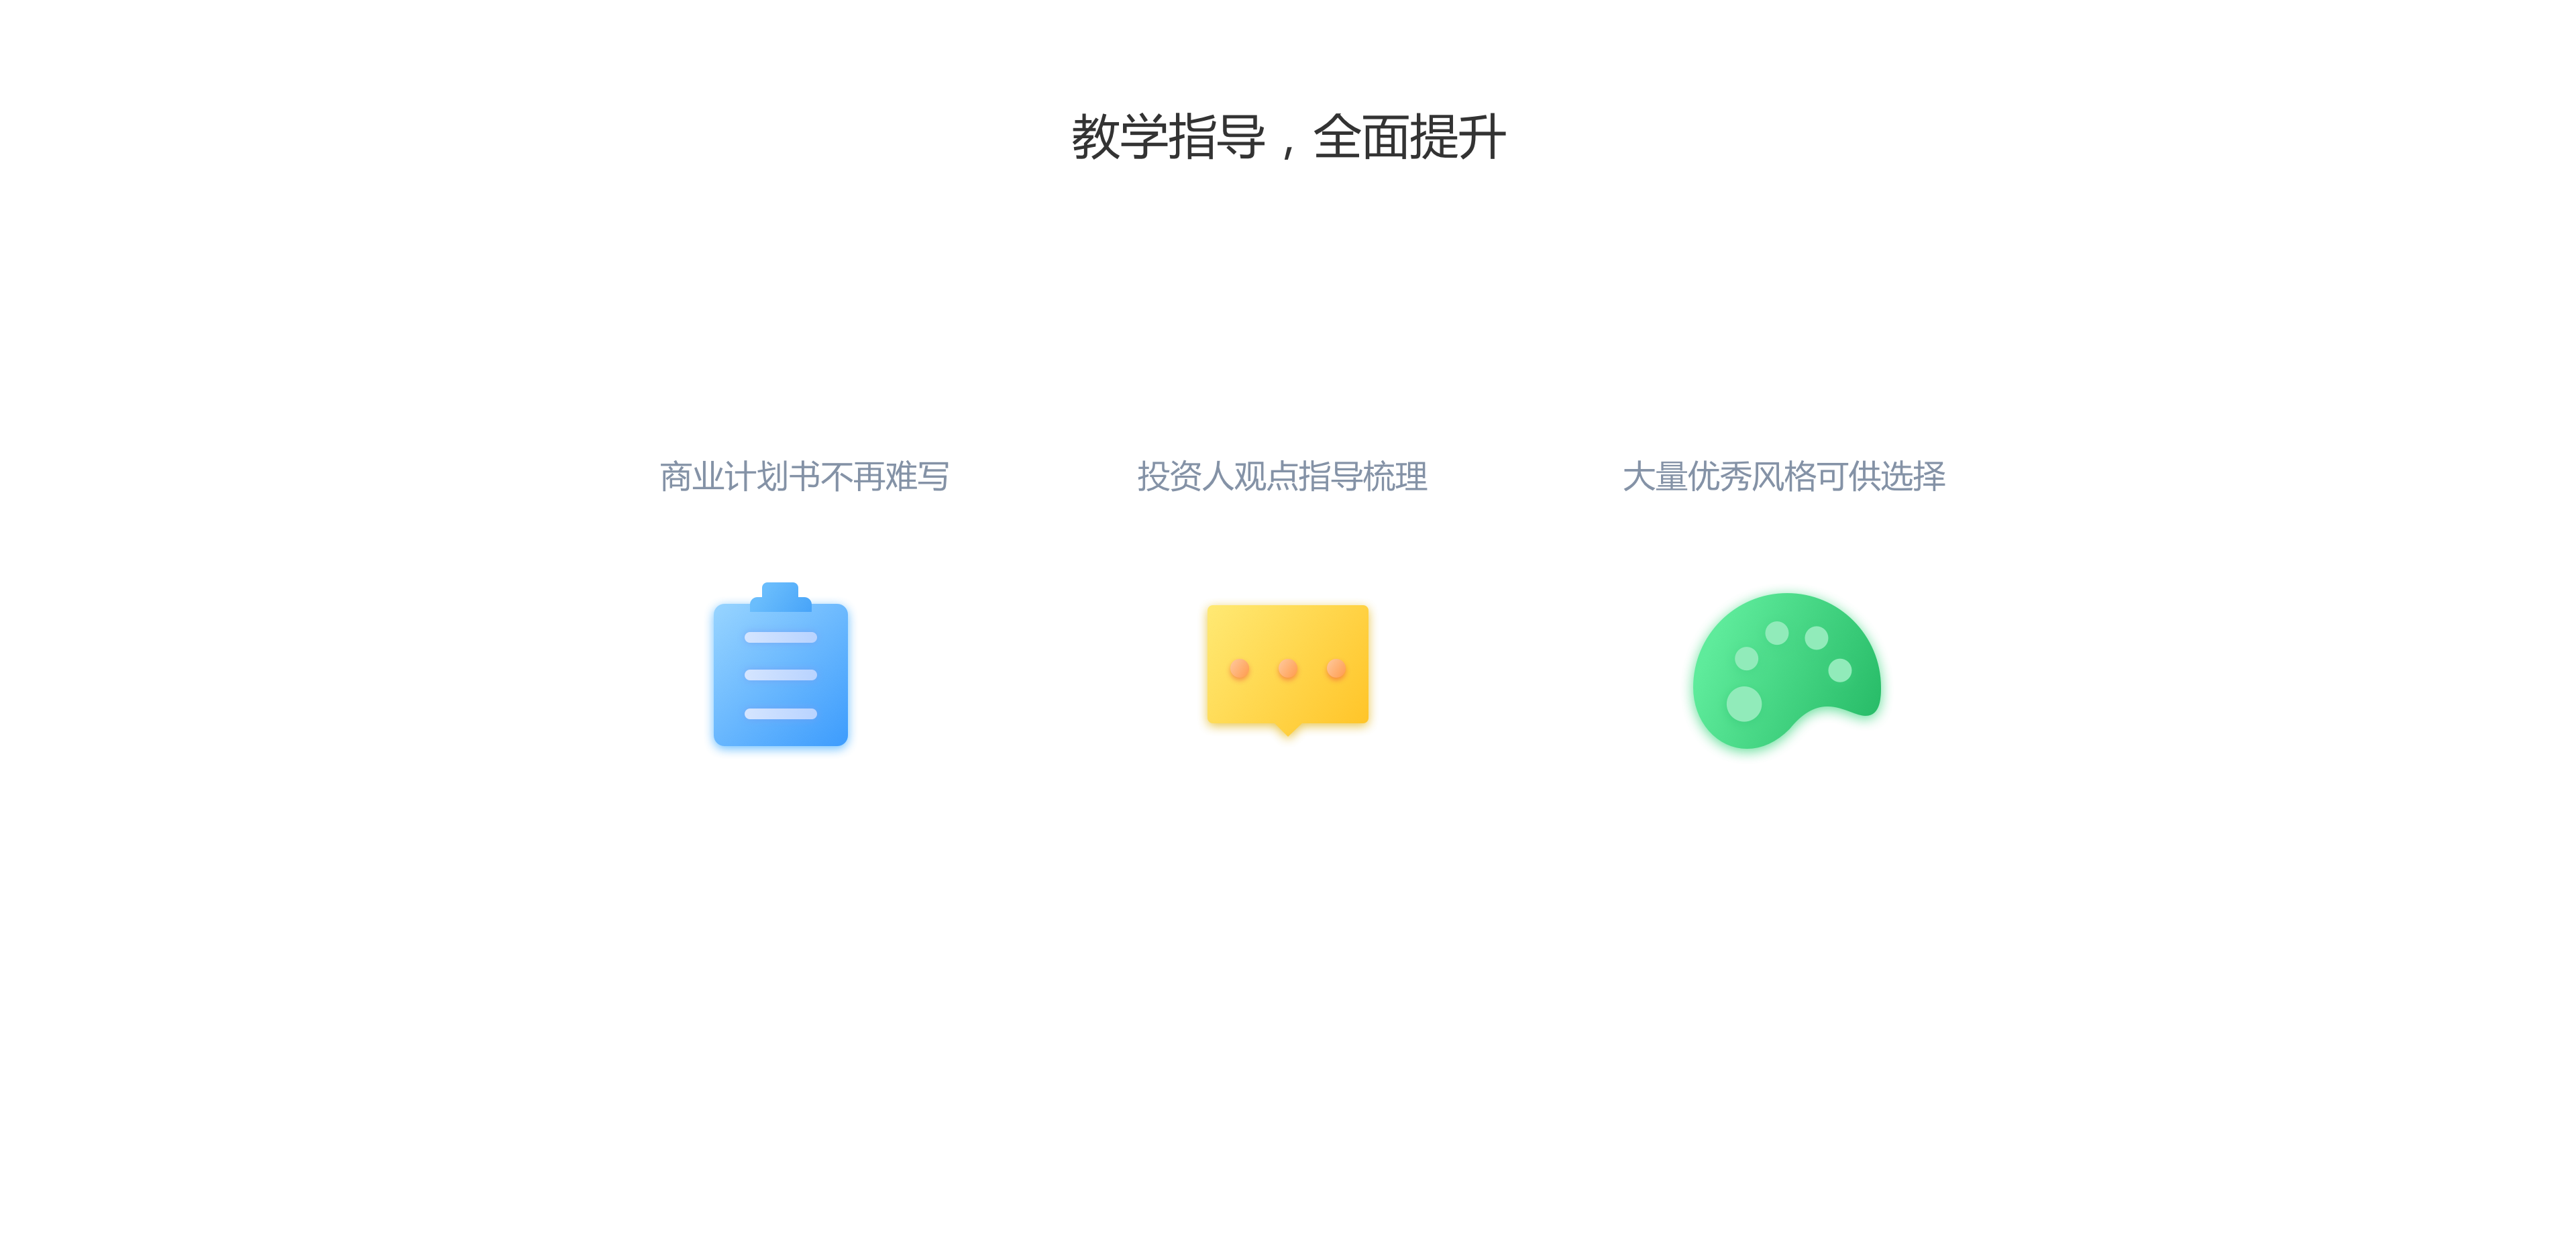 教学指导，全面提升
商业计划书不再难写
投资人观点指导梳理
大量优秀风格可供选择